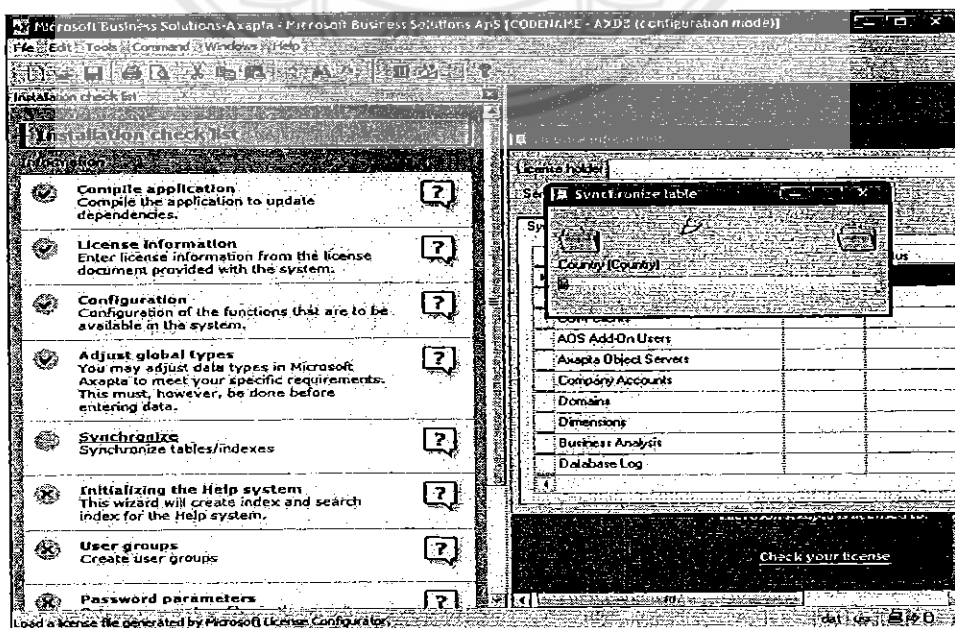 Microsoft Business Solutions-Axapta - Microsoft Business Solutions ApS [CODENAME - AXDB (configuration mode)]
File Edit Tools Command Windows Help
Installation check list
Installation check list
License holder
Compile application
Compile the application to update
dependencies.
License Information
Enter license information from the license
document provided with the system.
Configuration
Configuration of the functions that are to be
available in the system.
Adjust global types
You may adjust data types in Microsoft
Axapta to meet your specific requirements.
This must, however, be done before
entering data.
Synchronize
Synchronize tables/indexes
Initializing the Help system
This wizard will create index and search
index for the Help system.
User groups
Create user groups
Password parameters
Synchronize table
County (County)
AOS Add-On Users
Axapta Object Servers
Company Accounts
Domains
Dimensions
Business Analysis
Database Log
Check your license
Load a license file generated by Microsoft License Configurator.